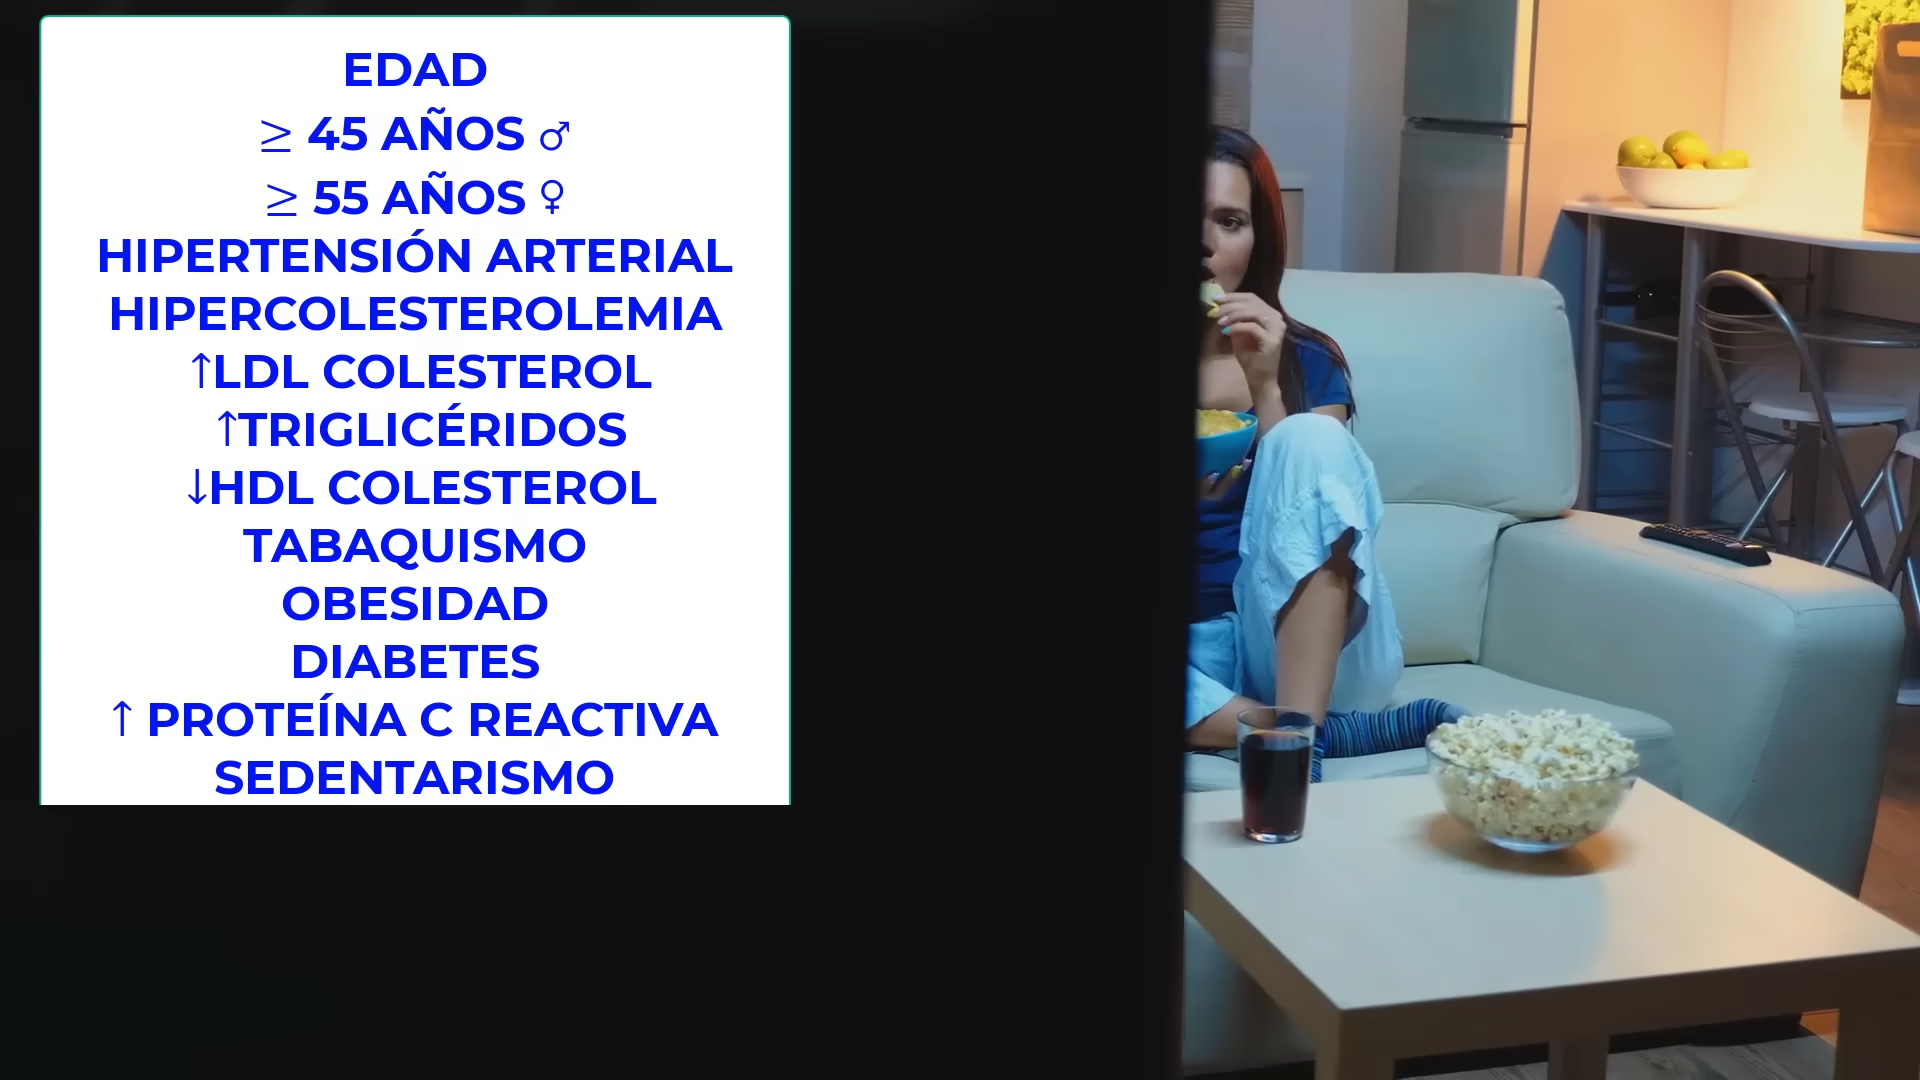 EDAD
≥ 45 AÑOS ♂
≥ 55 AÑOS ♀
HIPERTENSIÓN ARTERIAL
HIPERCOLESTEROLEMIA
↑LDL COLESTEROL
↑TRIGLICÉRIDOS
↓HDL COLESTEROL
TABAQUISMO
OBESIDAD
DIABETES
↑ PROTEÍNA C REACTIVA
SEDENTARISMO